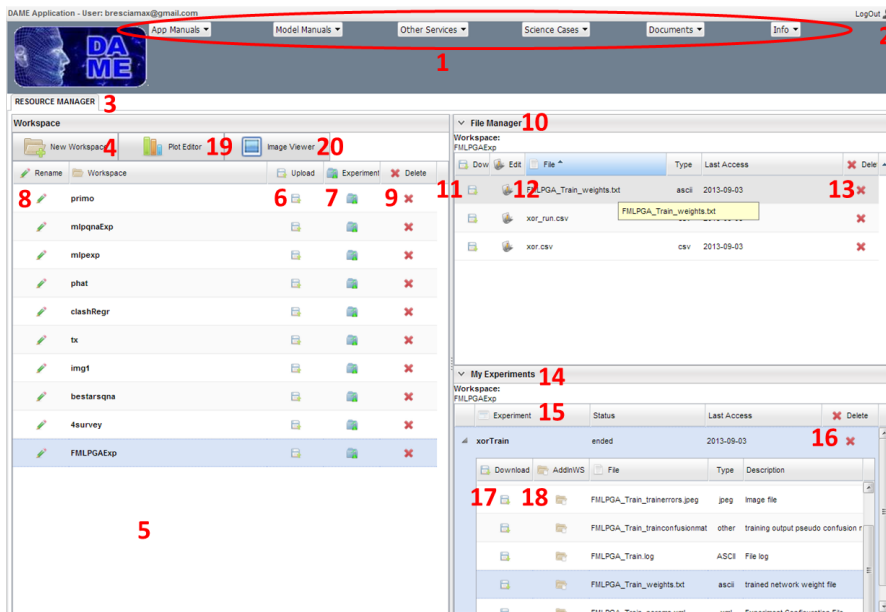 DAME Application - User: bresciamax@gmail.com LogOut
App Manuals Model Manuals Other Services Science Cases Documents Info
2
1
DAME
RESOURCE MANAGER 3
Workspace
New Workspace 4 Plot Editor 19 Image Viewer 20
Rename Workspace Upload Experiment Delete
8 primo 6 7 9
mlpqnaExp
mlpexp
phat
clashRegr
tx
img1
bestarsqna
4survey
FMLPGAExp
5
File Manager 10
Workspace:
FMLPGAExp
Dow Edit File Type Last Access Delet
11 12 FMLPGA_Train_weights.txt ascii 2013-09-03 13
FMLPGA_Train_weights.txt
xor_run.csv
xor.csv csv 2013-09-03
My Experiments 14
Workspace:
FMLPGAExp
Experiment 15 Status Last Access Delete
xorTrain ended 2013-09-03 16
Download AddInWS File Type Description
17 18 FMLPGA_Train_trainerrors.jpeg jpeg Image file
FMLPGA_Train_trainconfusionmat other training output pseudo confusion r
FMLPGA_Train.log ASCII File log
FMLPGA_Train_weights.txt ascii trained network weight file